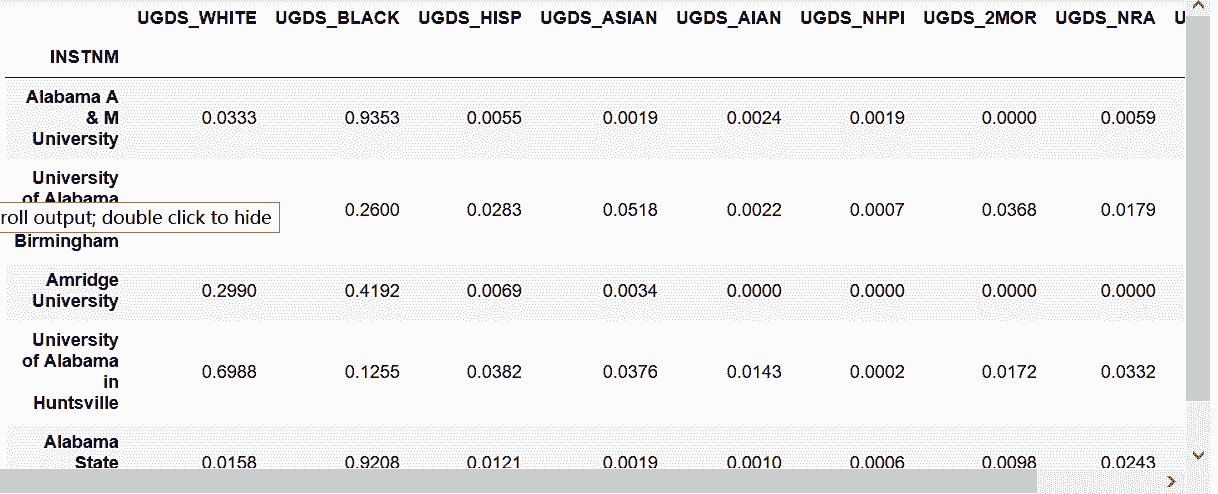 UGDS_WHITE UGDS_BLACK UGDS_HISP UGDS_ASIAN UGDS_AIAN UGDS_NHPI UGDS_2MOR UGDS_NRA U
INSTNM
Alabama A
& M
University
0.0333 0.9353 0.0055 0.0019 0.0024 0.0019 0.0000 0.0059
University
of Alabama
roll output; double click to hide
Birmingham
0.2600 0.0283 0.0518 0.0022 0.0007 0.0368 0.0179
Amridge
University
0.2990 0.4192 0.0069 0.0034 0.0000 0.0000 0.0000 0.0000
University
of Alabama
in
Huntsville
0.6988 0.1255 0.0382 0.0376 0.0143 0.0002 0.0172 0.0332
Alabama
State
0.0158 0.9208 0.0121 0.0019 0.0010 0.0006 0.0098 0.0243